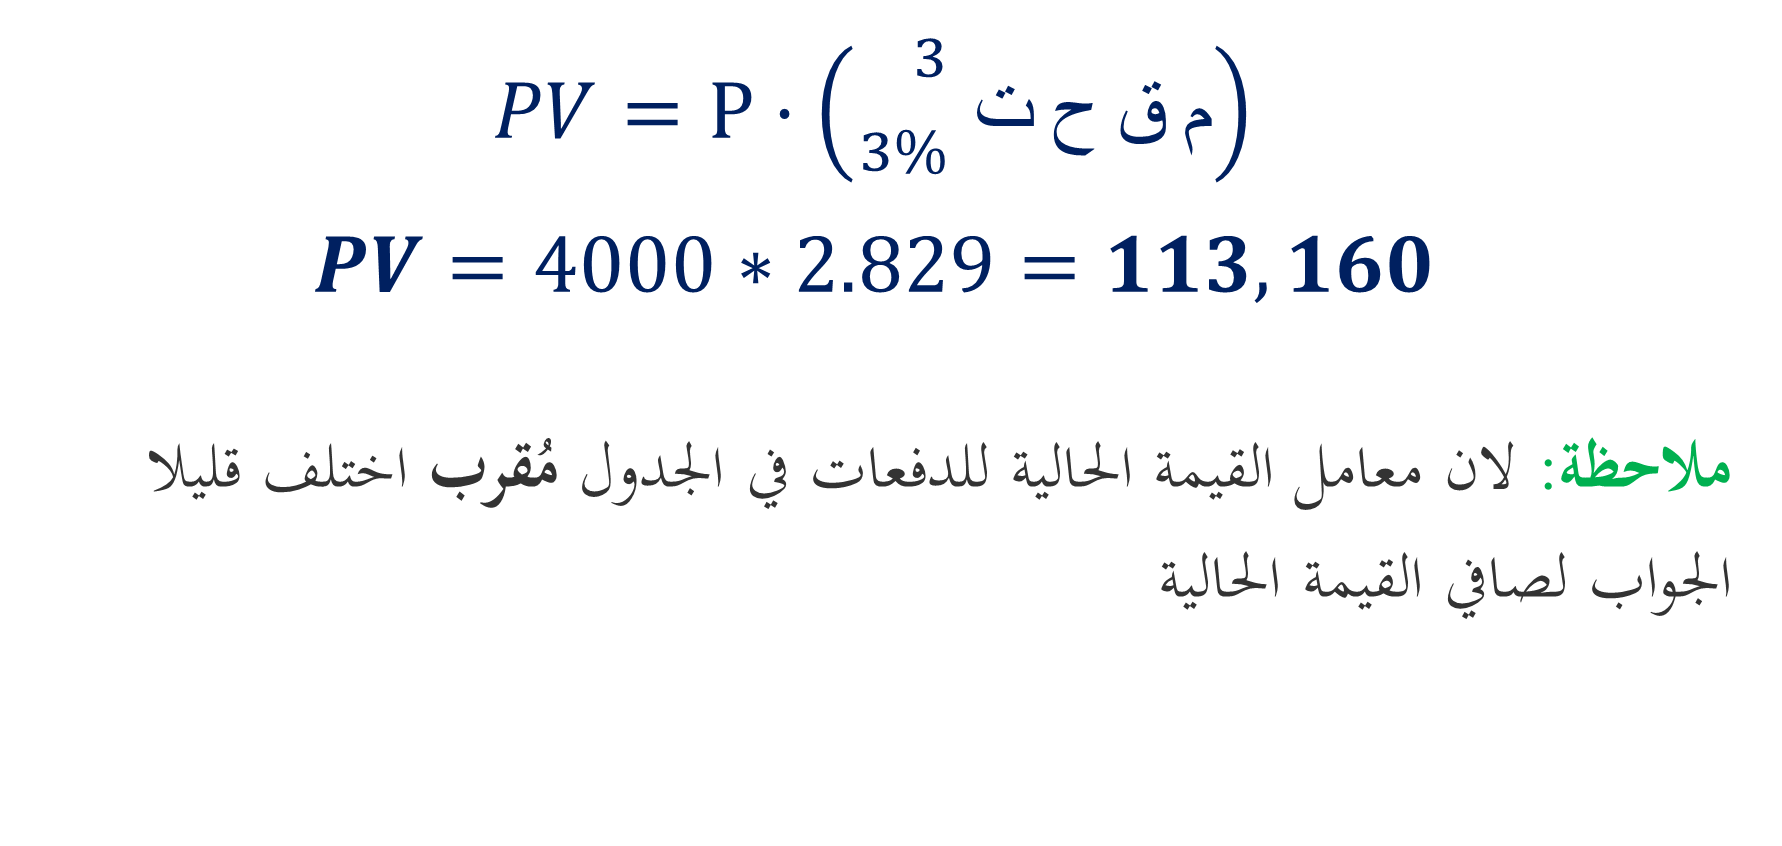 PV = P · (م ق ح ت 3 3%)
PV = 4000 * 2.829 = 113,160
ملاحظة: لان معامل القيمة الحالية للدفعات في الجدول مُقرب اختلف قليلا
الجواب لصافي القيمة الحالية